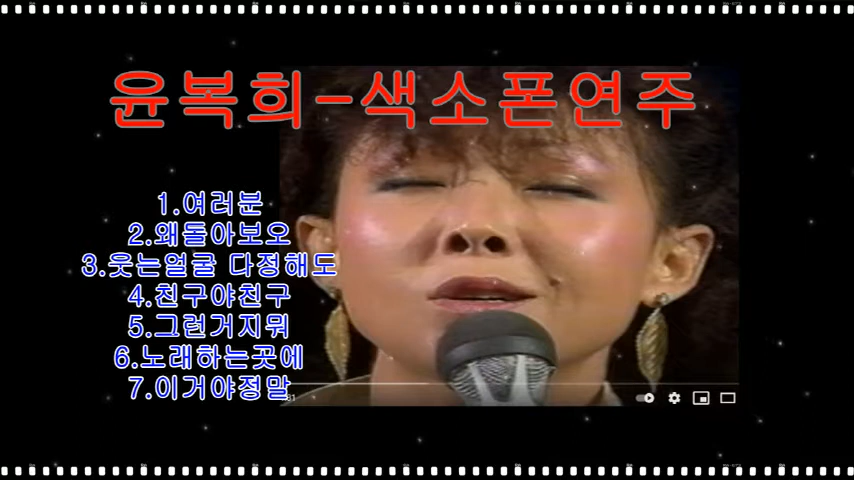 윤복희-색소폰연주
1.여러분
2.왜돌아보오
3.웃는얼굴 다정해도
4.친구야친구
5.그런거지뭐
6.노래하는곳에
7.이거야정말